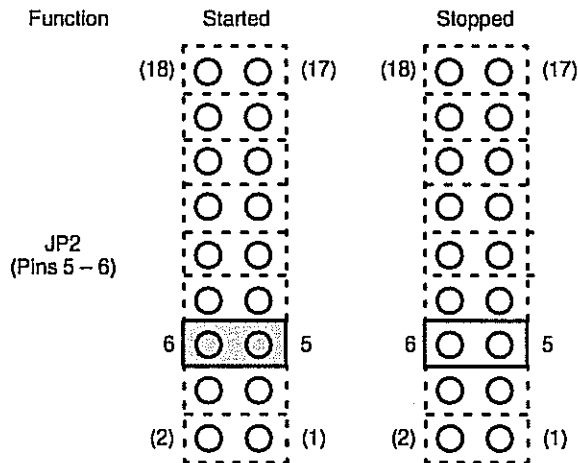 Function Started Stopped
(18) (17) (18) (17)
JP2
(Pins 5 – 6)
6 5 6 5
(2) (1) (2) (1)